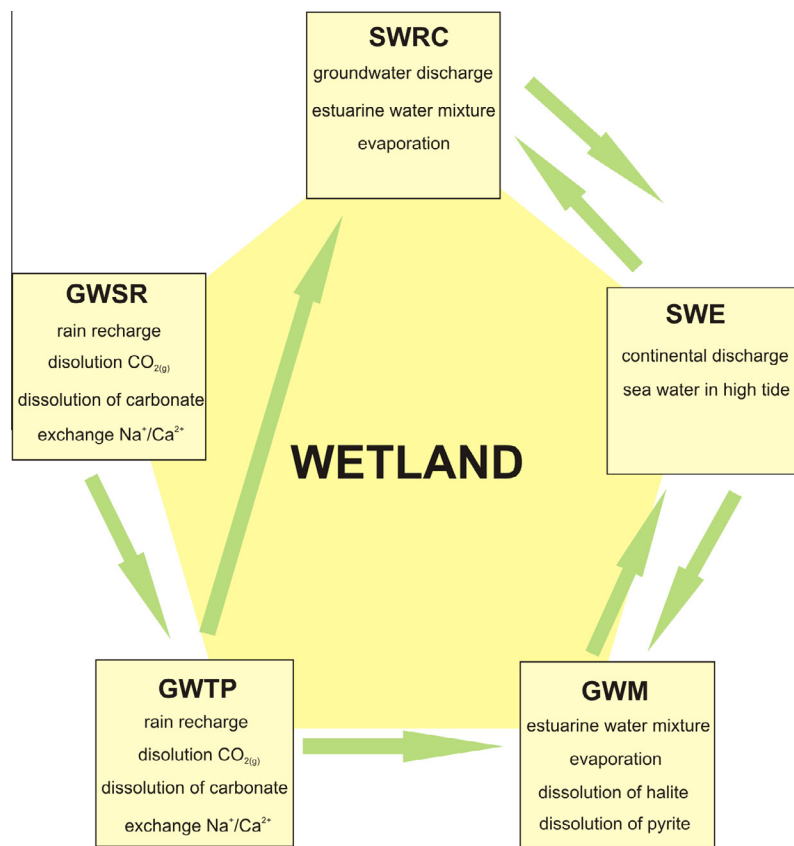 SWRC
groundwater discharge
estuarine water mixture
evaporation
GWSR
rain recharge
disolution CO₂₍g₎
dissolution of carbonate
exchange Na⁺/Ca²⁺
SWE
continental discharge
sea water in high tide
WETLAND
GWTP
rain recharge
disolution CO₂₍g₎
dissolution of carbonate
exchange Na⁺/Ca²⁺
GWM
estuarine water mixture
evaporation
dissolution of halite
dissolution of pyrite